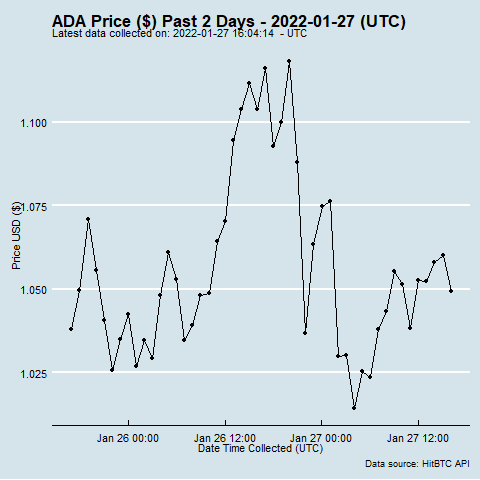 ADA Price ($) Past 2 Days - 2022-01-27 (UTC)
Latest data collected on: 2022-01-27 16:04:14 - UTC
1.100
1.075
1.050
1.025
Price USD ($)
Jan 26 00:00 Jan 26 12:00 Jan 27 00:00 Jan 27 12:00
Date Time Collected (UTC)
Data source: HitBTC API